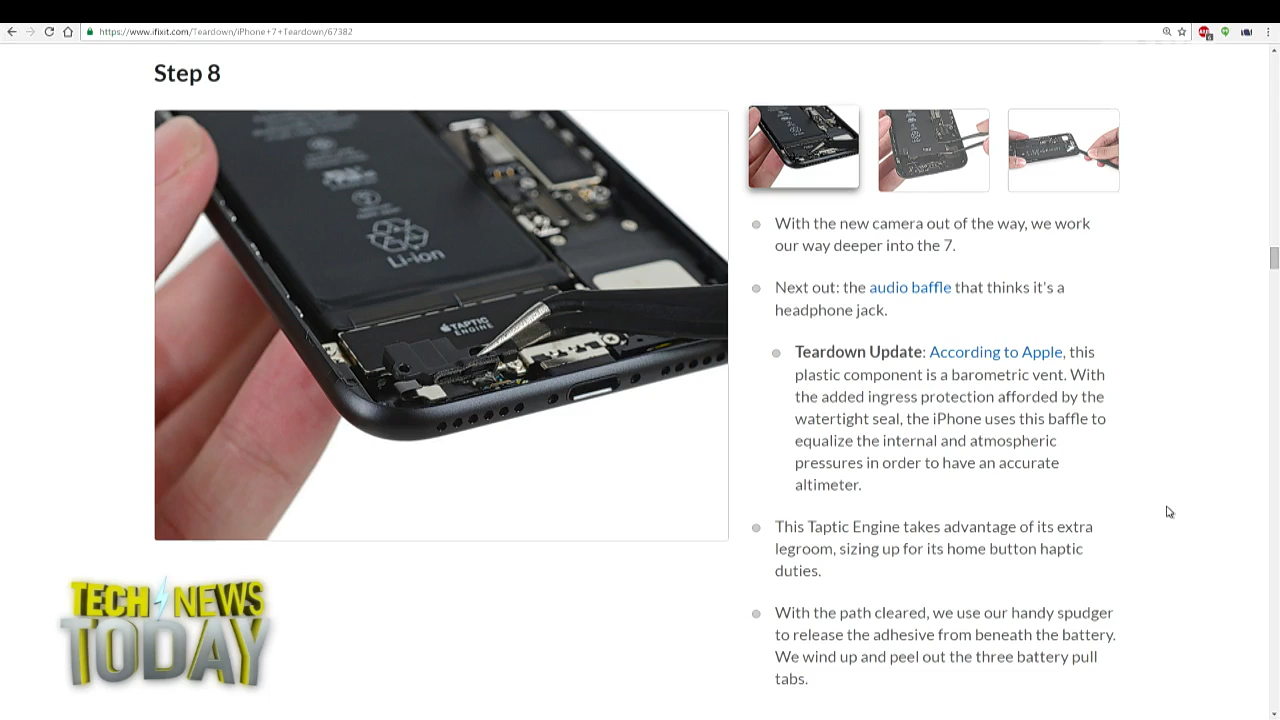 https://www.ifixit.com/Teardown/iPhone+7+Teardown/67382
Step 8
Li-ion
TAPTIC
ENGINE
With the new camera out of the way, we work
our way deeper into the 7.
Next out: the audio baffle that thinks it's a
headphone jack.
Teardown Update: According to Apple, this
plastic component is a barometric vent. With
the added ingress protection afforded by the
watertight seal, the iPhone uses this baffle to
equalize the internal and atmospheric
pressures in order to have an accurate
altimeter.
This Taptic Engine takes advantage of its extra
legroom, sizing up for its home button haptic
duties.
With the path cleared, we use our handy spudger
to release the adhesive from beneath the battery.
We wind up and peel out the three battery pull
tabs.
TECH NEWS
TODAY